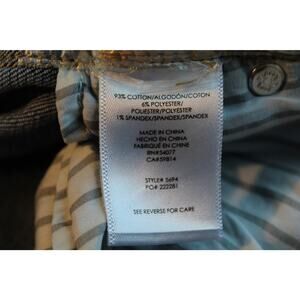 93% COTTON/ALGODÓN/COTON
6% POLYESTER/
POLIESTER/POLYESTER
1% SPANDEX/SPANDEX/SPANDEX
MADE IN CHINA
HECHO EN CHINA
FABRIQUÉ EN CHINE
RN#54077
CA#59814
STYLE# 5694
PO# 222281
SEE REVERSE FOR CARE